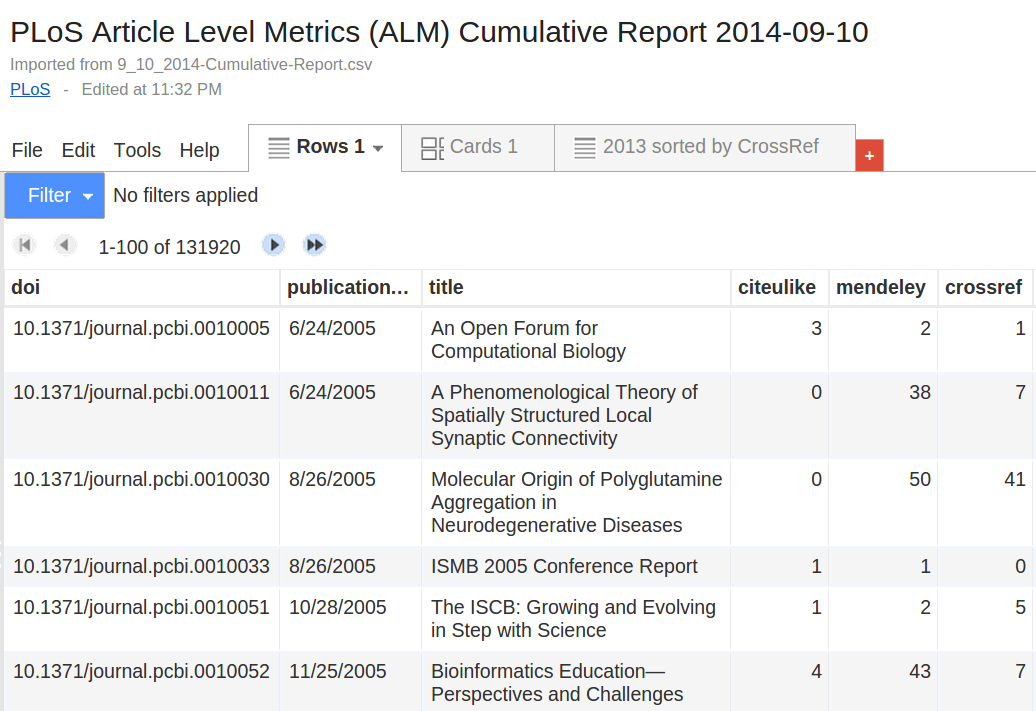 PLoS Article Level Metrics (ALM) Cumulative Report 2014-09-10
Imported from 9_10_2014-Cumulative-Report.csv
PLoS - Edited at 11:32 PM
File Edit Tools Help Rows 1 Cards 1 2013 sorted by CrossRef +
Filter No filters applied
1-100 of 131920
doi publication… title citeulike mendeley crossref
10.1371/journal.pcbi.0010005 6/24/2005 An Open Forum for 3 2 1
Computational Biology
10.1371/journal.pcbi.0010011 6/24/2005 A Phenomenological Theory of 0 38 7
Spatially Structured Local
Synaptic Connectivity
10.1371/journal.pcbi.0010030 8/26/2005 Molecular Origin of Polyglutamine 0 50 41
Aggregation in
Neurodegenerative Diseases
10.1371/journal.pcbi.0010033 8/26/2005 ISMB 2005 Conference Report 1 1 0
10.1371/journal.pcbi.0010051 10/28/2005 The ISCB: Growing and Evolving 1 2 5
in Step with Science
10.1371/journal.pcbi.0010052 11/25/2005 Bioinformatics Education— 4 43 7
Perspectives and Challenges